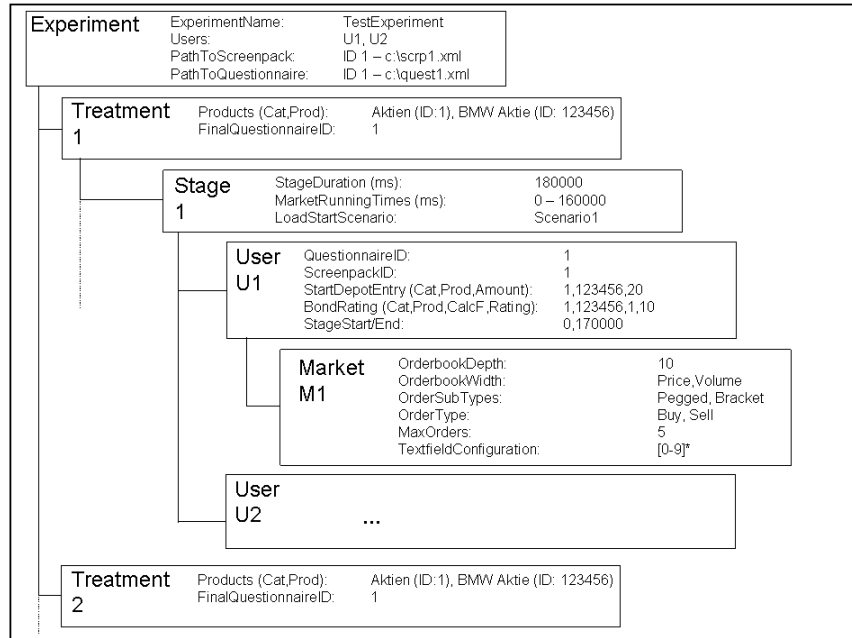 Experiment ExperimentName: TestExperiment
Users: U1, U2
PathToScreenpack: ID 1 – c:\scrp1.xml
PathToQuestionnaire: ID 1 – c:\quest1.xml
Treatment Products (Cat,Prod): Aktien (ID:1), BMW Aktie (ID: 123456)
1 FinalQuestionnaireID: 1
Stage StageDuration (ms): 180000
1 MarketRunningTimes (ms): 0 – 160000
LoadStartScenario: Scenario1
User QuestionnaireID: 1
U1 ScreenpackID: 1
StartDepotEntry (Cat,Prod,Amount): 1,123456,20
BondRating (Cat,Prod,CalcF,Rating): 1,123456,1,10
StageStart/End: 0,170000
Market OrderbookDepth: 10
M1 OrderbookWidth: Price,Volume
OrderSubTypes: Pegged, Bracket
OrderType: Buy, Sell
MaxOrders: 5
TextfieldConfiguration: [0-9]*
User
U2 ...
Treatment Products (Cat,Prod): Aktien (ID:1), BMW Aktie (ID: 123456)
2 FinalQuestionnaireID: 1